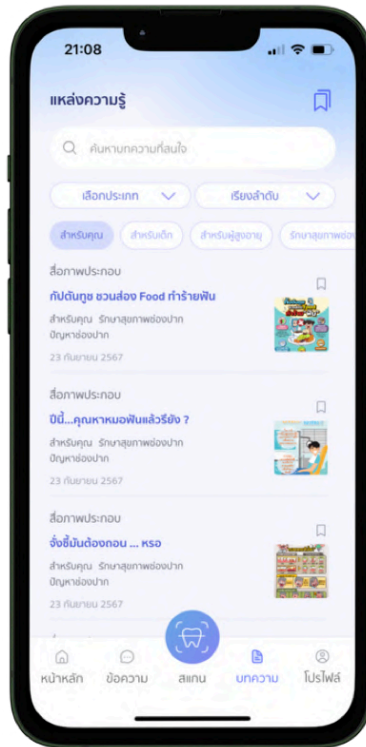 21:08
แหล่งความรู้
ค้นหาบทความที่สนใจ
เลือกประเภท
เรียงลำดับ
สำหรับคุณ
สำหรับเด็ก
สำหรับผู้สูงอายุ
รักษาสุขภาพช่อง
สื่อภาพประกอบ
กัปตันทูธ ชวนส่อง Food ทำร้ายฟัน
สำหรับคุณ รักษาสุขภาพช่องปาก
ปัญหาช่องปาก
23 กันยายน 2567
สื่อภาพประกอบ
ปีนี้...คุณหาหมอฟันแล้วรึยัง ?
สำหรับคุณ รักษาสุขภาพช่องปาก
ปัญหาช่องปาก
23 กันยายน 2567
สื่อภาพประกอบ
จั่งซี้มันต้องถอน ... หรอ
สำหรับคุณ รักษาสุขภาพช่องปาก
ปัญหาช่องปาก
23 กันยายน 2567
หน้าหลัก
ข้อความ
สแกน
บทความ
โปรไฟล์